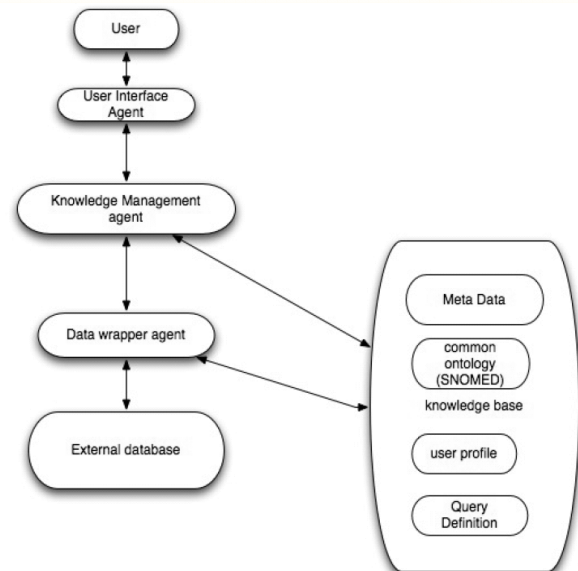 User
User Interface
Agent
Knowledge Management
agent
Data wrapper agent
External database
Meta Data
common
ontology
(SNOMED)
knowledge base
user profile
Query
Definition